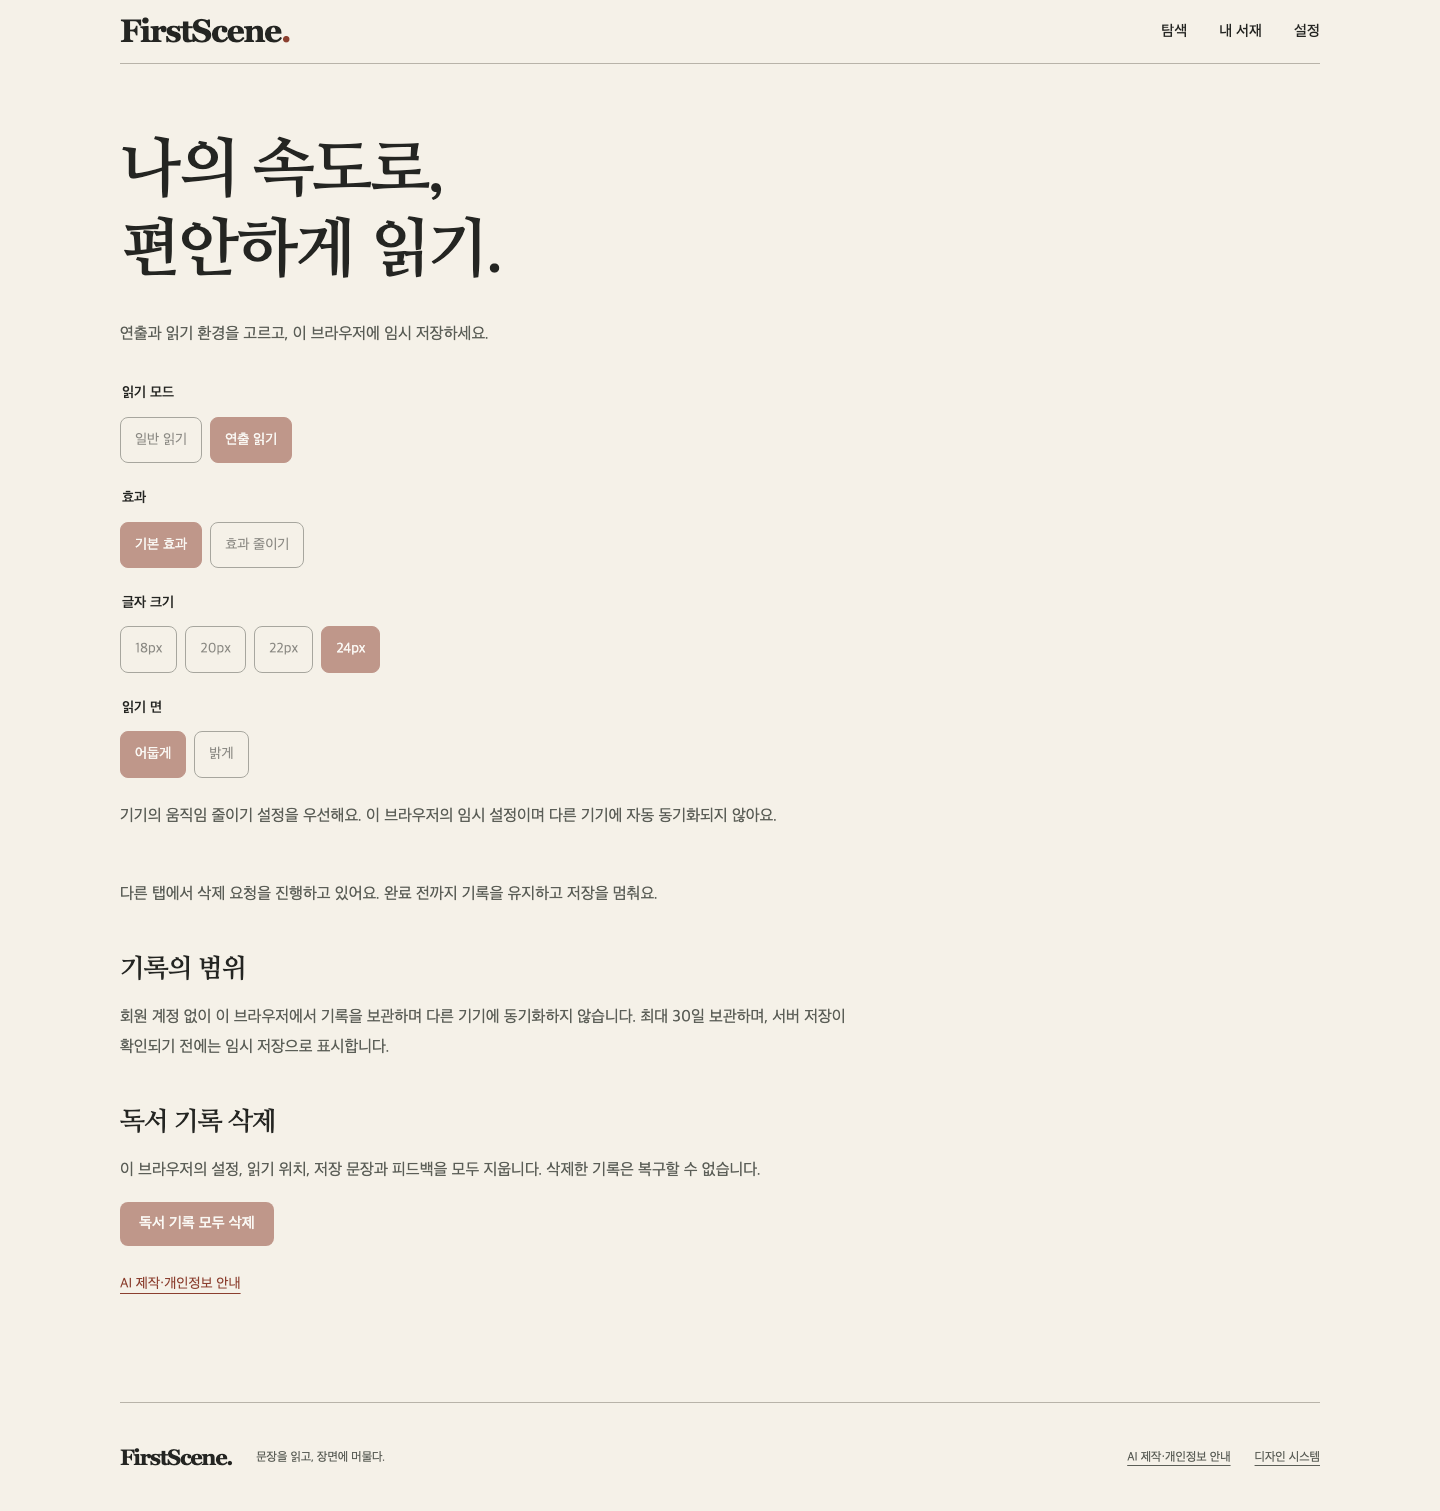 FirstScene.
탐색 내 서재 설정
나의 속도로,
편안하게 읽기.
연출과 읽기 환경을 고르고, 이 브라우저에 임시 저장하세요.
읽기 모드
일반 읽기 연출 읽기
효과
기본 효과 효과 줄이기
글자 크기
18px 20px 22px 24px
읽기 면
어둡게 밝게
기기의 움직임 줄이기 설정을 우선해요. 이 브라우저의 임시 설정이며 다른 기기에 자동 동기화되지 않아요.
다른 탭에서 삭제 요청을 진행하고 있어요. 완료 전까지 기록을 유지하고 저장을 멈춰요.
기록의 범위
회원 계정 없이 이 브라우저에서 기록을 보관하며 다른 기기에 동기화하지 않습니다. 최대 30일 보관하며, 서버 저장이
확인되기 전에는 임시 저장으로 표시합니다.
독서 기록 삭제
이 브라우저의 설정, 읽기 위치, 저장 문장과 피드백을 모두 지웁니다. 삭제한 기록은 복구할 수 없습니다.
독서 기록 모두 삭제
AI 제작·개인정보 안내
FirstScene. 문장을 읽고, 장면에 머물다. AI 제작·개인정보 안내 디자인 시스템